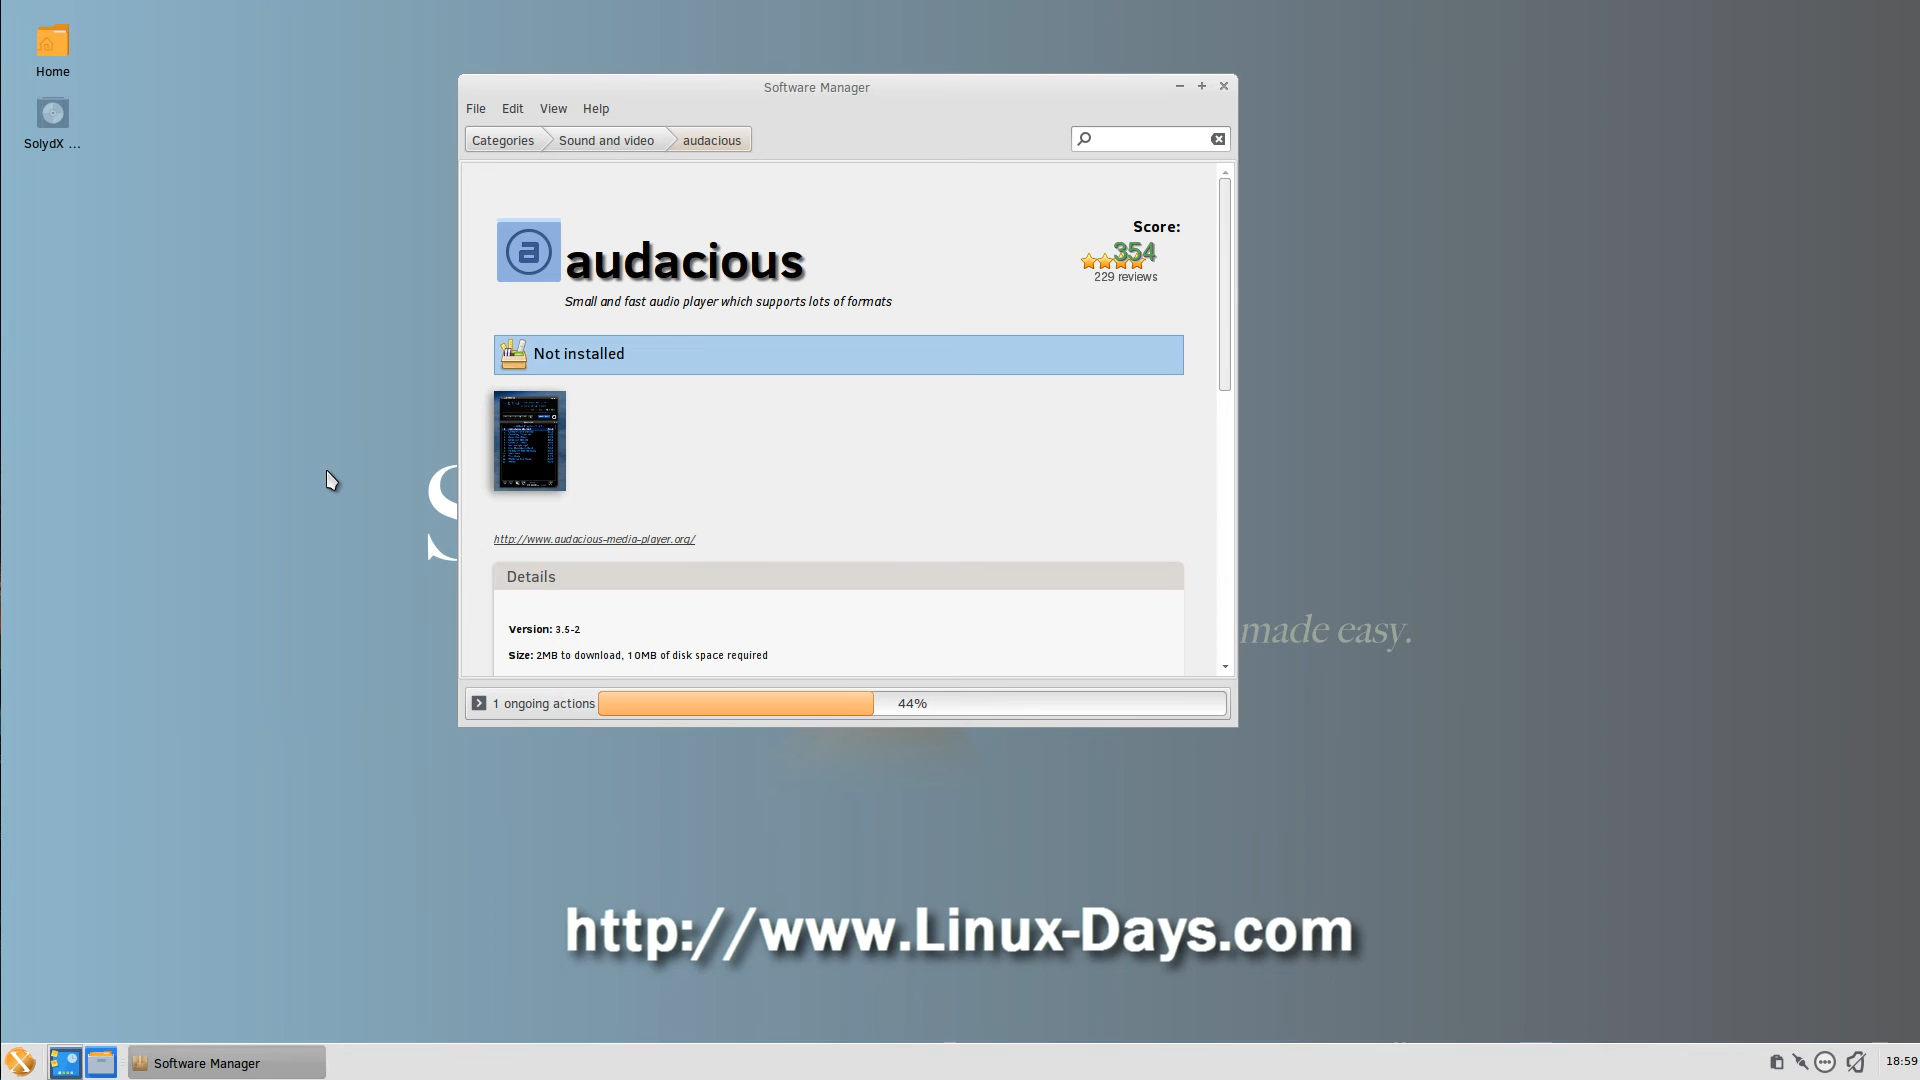 Home
SolydX ...
Software Manager
File Edit View Help
Categories Sound and video audacious
audacious
Score:
354
229 reviews
Small and fast audio player which supports lots of formats
Not installed
http://www.audacious-media-player.org/
Details
Version: 3.5-2
Size: 2MB to download, 10MB of disk space required
S
made easy.
1 ongoing actions 44%
http://www.Linux-Days.com
Software Manager
18:59